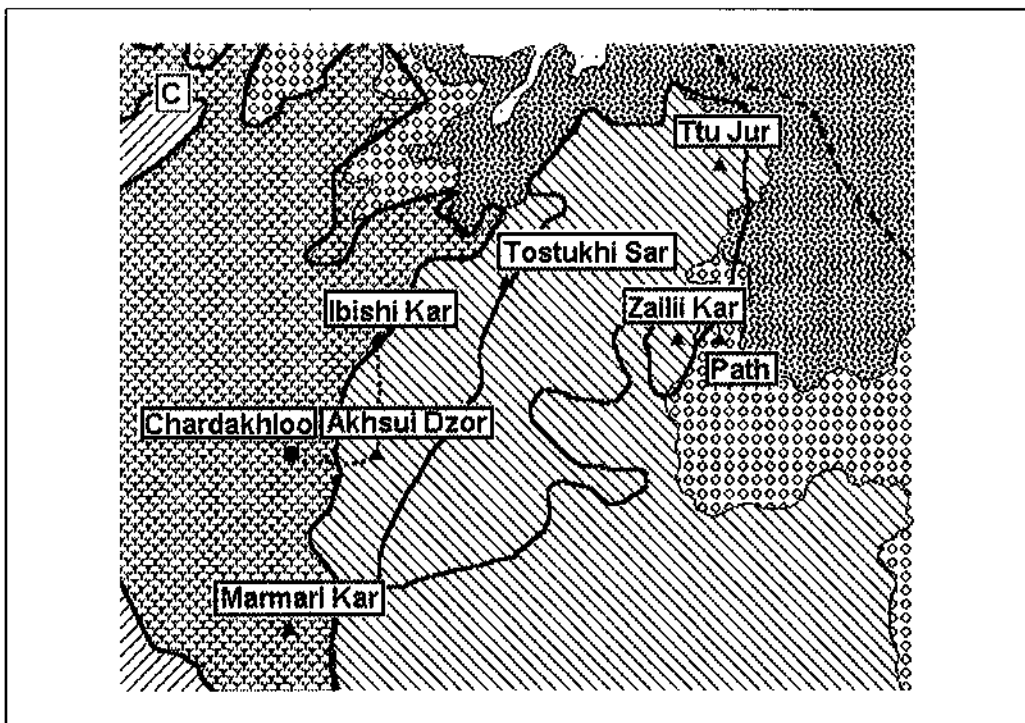 C
Ttu Jur
Tostukhi Sar
Ibishi Kar
Zailii Kar
Path
Chardakhloo
Akhsui Dzor
Marmari Kar